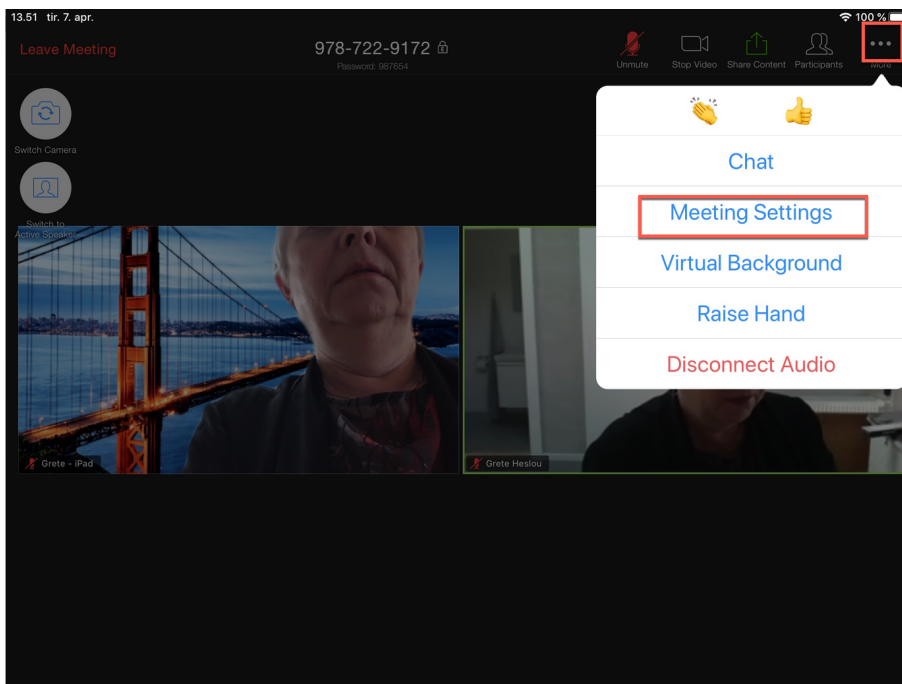 13.51 tir. 7. apr.
100 %
Leave Meeting
978-722-9172
Password: 987654
Unmute
Stop Video
Share Content
Participants
More
Switch Camera
Switch to
Active Speaker
Chat
Meeting Settings
Virtual Background
Raise Hand
Disconnect Audio
Grete - iPad
Grete Heslou